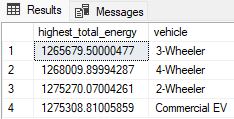 Results Messages
highest_total_energy vehicle
1 1265679.50000477 3-Wheeler
2 1268009.89994287 4-Wheeler
3 1275270.07004261 2-Wheeler
4 1275308.81005859 Commercial EV